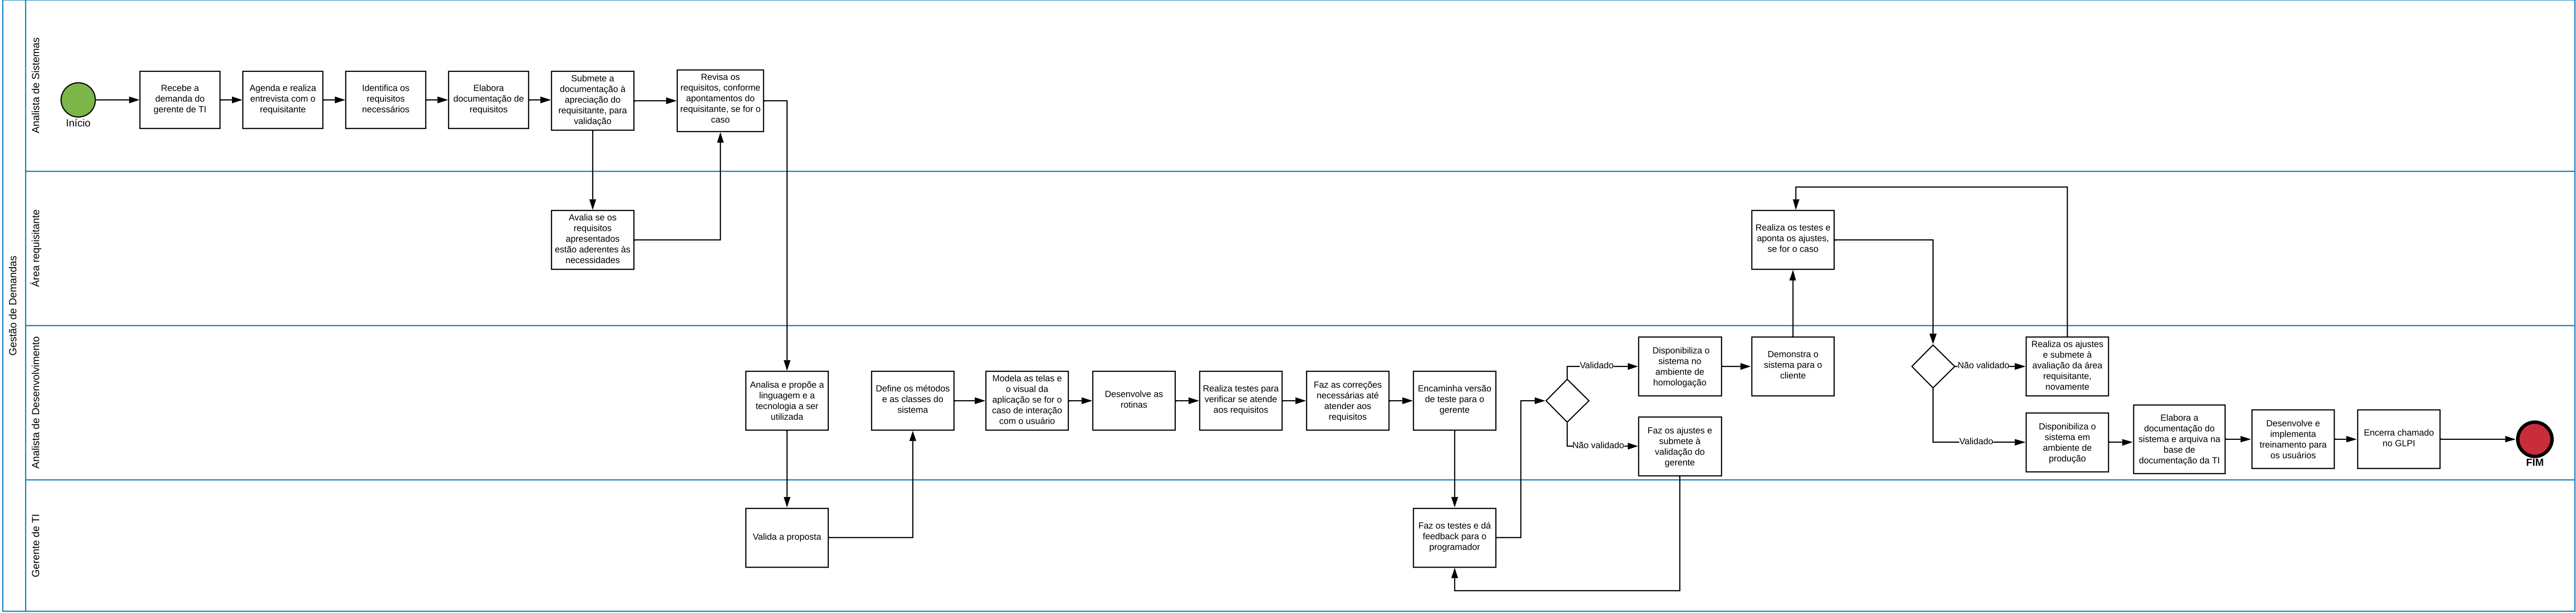 Gestão de Demandas
Analista de Sistemas
Início
Recebe a
demanda do
gerente de TI
Agenda e realiza
entrevista com o
requisitante
Identifica os
requisitos
necessários
Elabora
documentação de
requisitos
Submete a
documentação à
apreciação do
requisitante, para
validação
Revisa os
requisitos, conforme
apontamentos do
requisitante, se for o
caso
Área requisitante
Avalia se os
requisitos
apresentados
estão aderentes às
necessidades
Realiza os testes e
aponta os ajustes,
se for o caso
Analista de Desenvolvimento
Analisa e propõe a
linguagem e a
tecnologia a ser
utilizada
Define os métodos
e as classes do
sistema
Modela as telas e
o visual da
aplicação se for o
caso de interação
com o usuário
Desenvolve as
rotinas
Realiza testes para
verificar se atende
aos requisitos
Faz as correções
necessárias até
atender aos
requisitos
Encaminha versão
de teste para o
gerente
Validado
Não validado
Disponibiliza o
sistema no
ambiente de
homologação
Faz os ajustes e
submete à
validação do
gerente
Demonstra o
sistema para o
cliente
Não validado
Validado
Realiza os ajustes
e submete à
avaliação da área
requisitante,
novamente
Disponibiliza o
sistema em
ambiente de
produção
Elabora a
documentação do
sistema e arquiva na
base de
documentação da TI
Desenvolve e
implementa
treinamento para
os usuários
Encerra chamado
no GLPI
FIM
Gerente de TI
Valida a proposta
Faz os testes e dá
feedback para o
programador